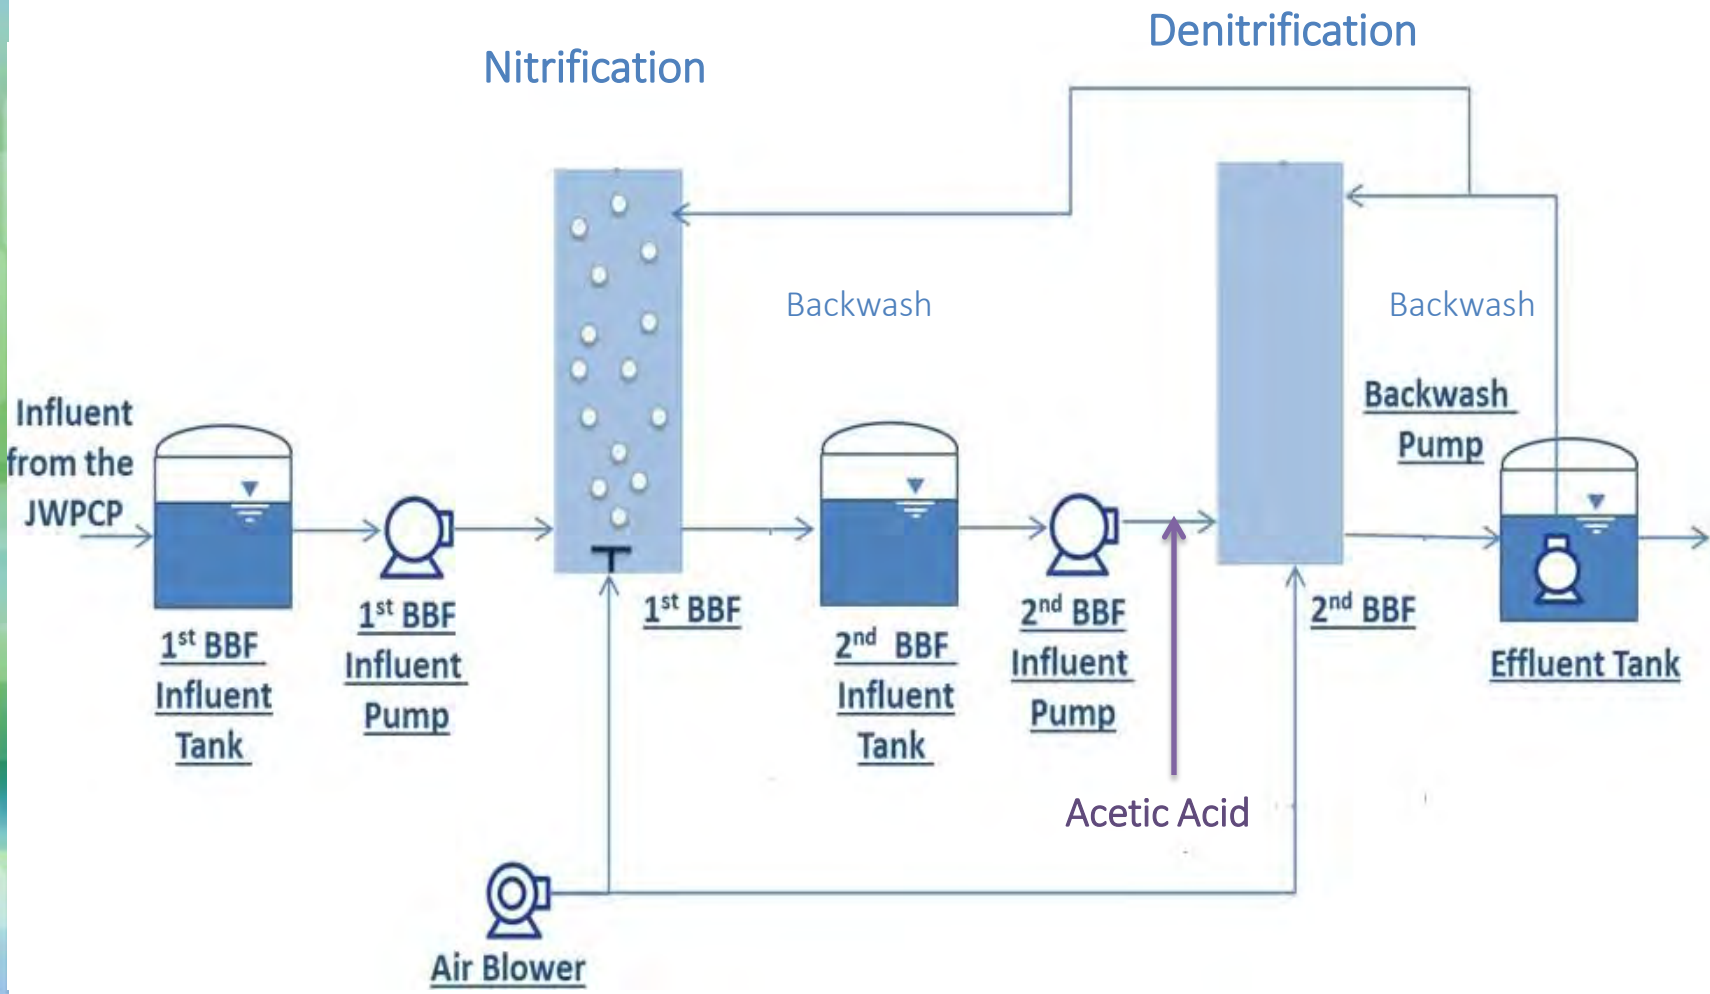 Denitrification
Nitrification
Backwash
Backwash
Backwash
Pump
Influent
from the
JWPCP
1st BBF
Influent
Tank
1st BBF
Influent
Pump
1st BBF
2nd BBF
Influent
Tank
2nd BBF
Influent
Pump
2nd BBF
Effluent Tank
Acetic Acid
Air Blower